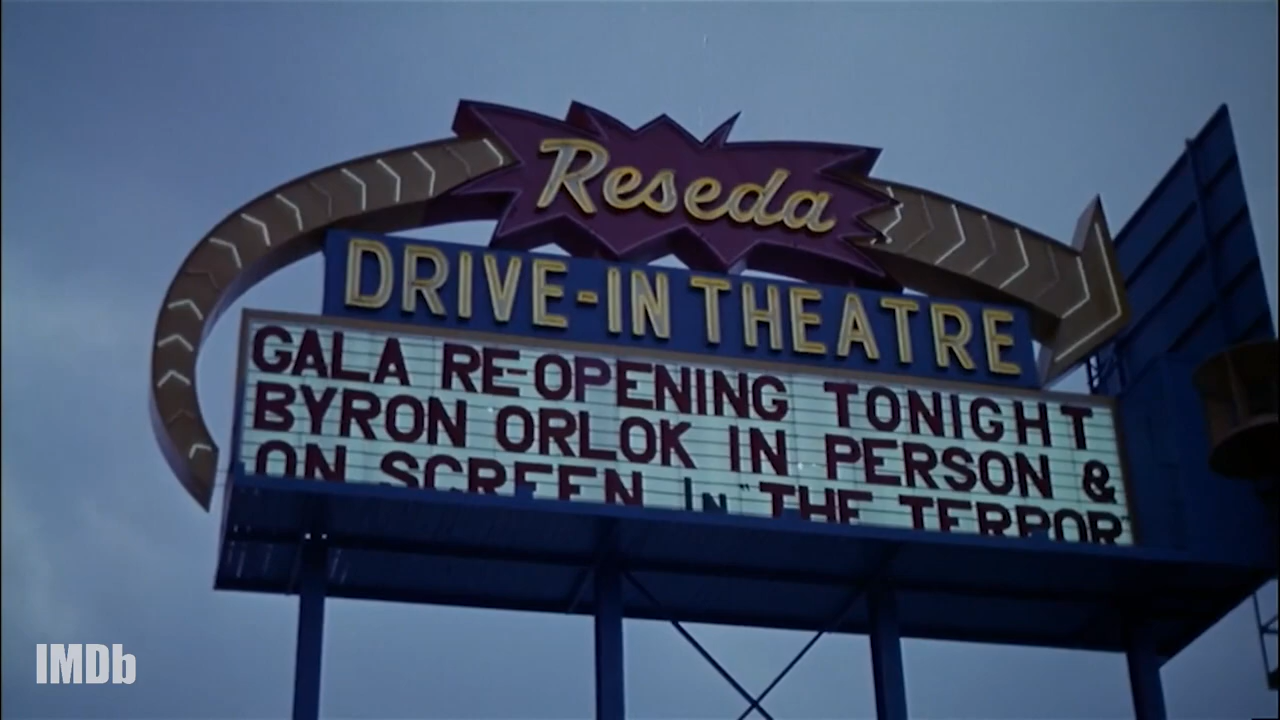 Reseda
DRIVE-IN THEATRE
GALA RE-OPENING TONIGHT
BYRON ORLOK IN PERSON &
ON SCREEN IN "THE TERROR
IMDb